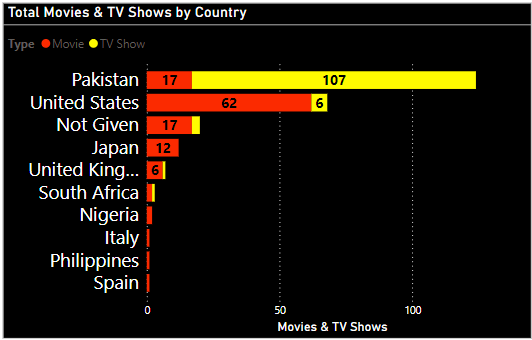 Total Movies & TV Shows by Country
Type Movie TV Show
Pakistan 17 107
United States 62 6
Not Given 17
Japan 12
United King... 6
South Africa
Nigeria
Italy
Philippines
Spain
0 50 100
Movies & TV Shows